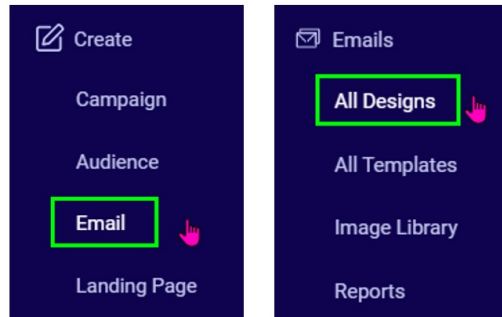 Create
Campaign
Audience
Email
Landing Page
Emails
All Designs
All Templates
Image Library
Reports